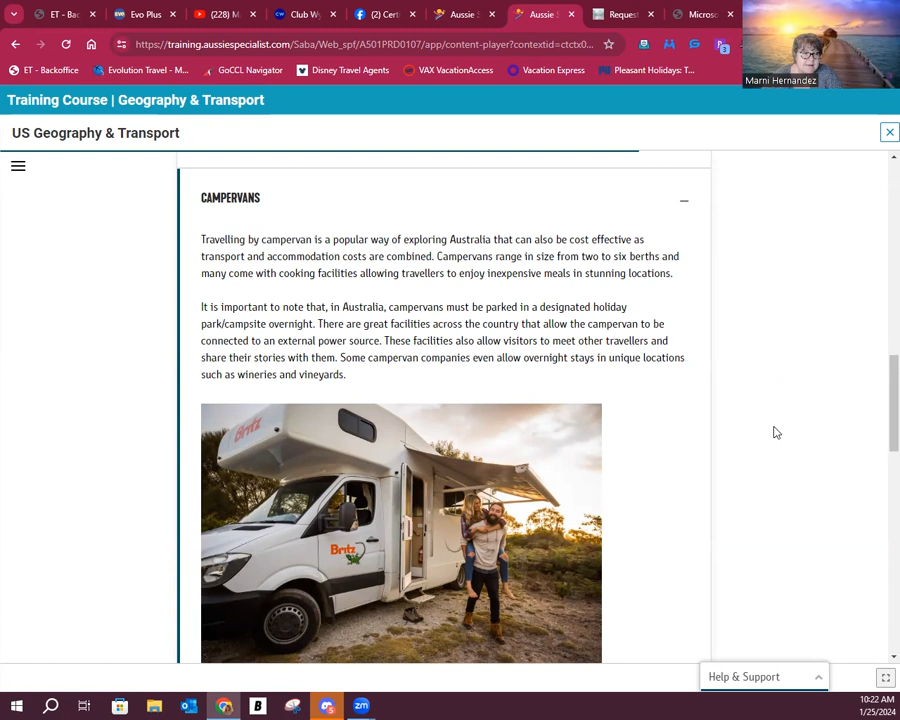 ET - Bac
Evo Plus
(228) M
Club W
(2) Cert
Aussie S
Aussie S
Request
Microso
https://training.aussiespecialist.com/Saba/Web_spf/A501PRD0107/app/content-player?contextid=ctctx0...
ET - Backoffice
Evolution Travel - M...
GoCCL Navigator
Disney Travel Agents
VAX VacationAccess
Vacation Express
Pleasant Holidays: T...
Marni Hernandez
Training Course | Geography & Transport
US Geography & Transport
CAMPERVANS
Travelling by campervan is a popular way of exploring Australia that can also be cost effective as
transport and accommodation costs are combined. Campervans range in size from two to six berths and
many come with cooking facilities allowing travellers to enjoy inexpensive meals in stunning locations.
It is important to note that, in Australia, campervans must be parked in a designated holiday
park/campsite overnight. There are great facilities across the country that allow the campervan to be
connected to an external power source. These facilities also allow visitors to meet other travellers and
share their stories with them. Some campervan companies even allow overnight stays in unique locations
such as wineries and vineyards.
Britz
Britz
Help & Support
10:22 AM
1/25/2024